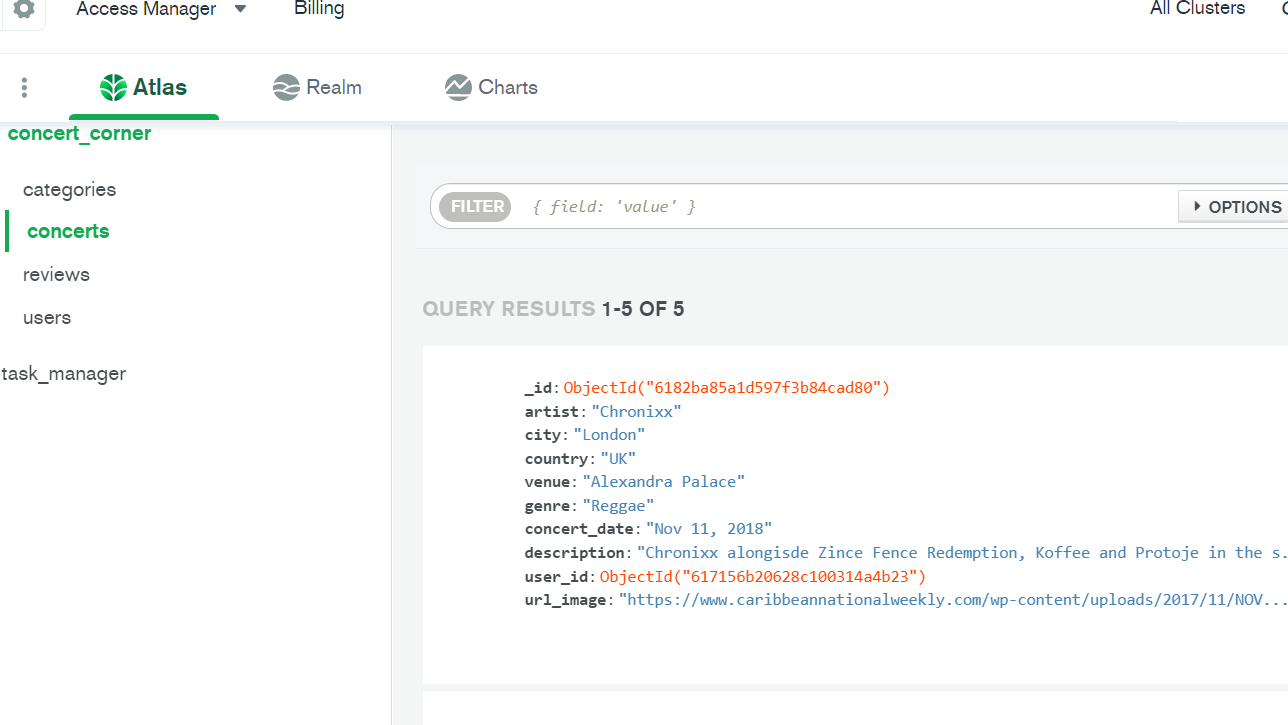 Access Manager Billing All Clusters
Atlas Realm Charts
concert_corner
categories
concerts
reviews
users
task_manager
FILTER { field: 'value' } OPTIONS
QUERY RESULTS 1-5 OF 5
_id: ObjectId("6182ba85a1d597f3b84cad80")
artist: "Chronixx"
city: "London"
country: "UK"
venue: "Alexandra Palace"
genre: "Reggae"
concert_date: "Nov 11, 2018"
description: "Chronixx alongisde Zince Fence Redemption, Koffee and Protoje in the s.
user_id: ObjectId("617156b20628c100314a4b23")
url_image: "https://www.caribbeannationalweekly.com/wp-content/uploads/2017/11/NOV...